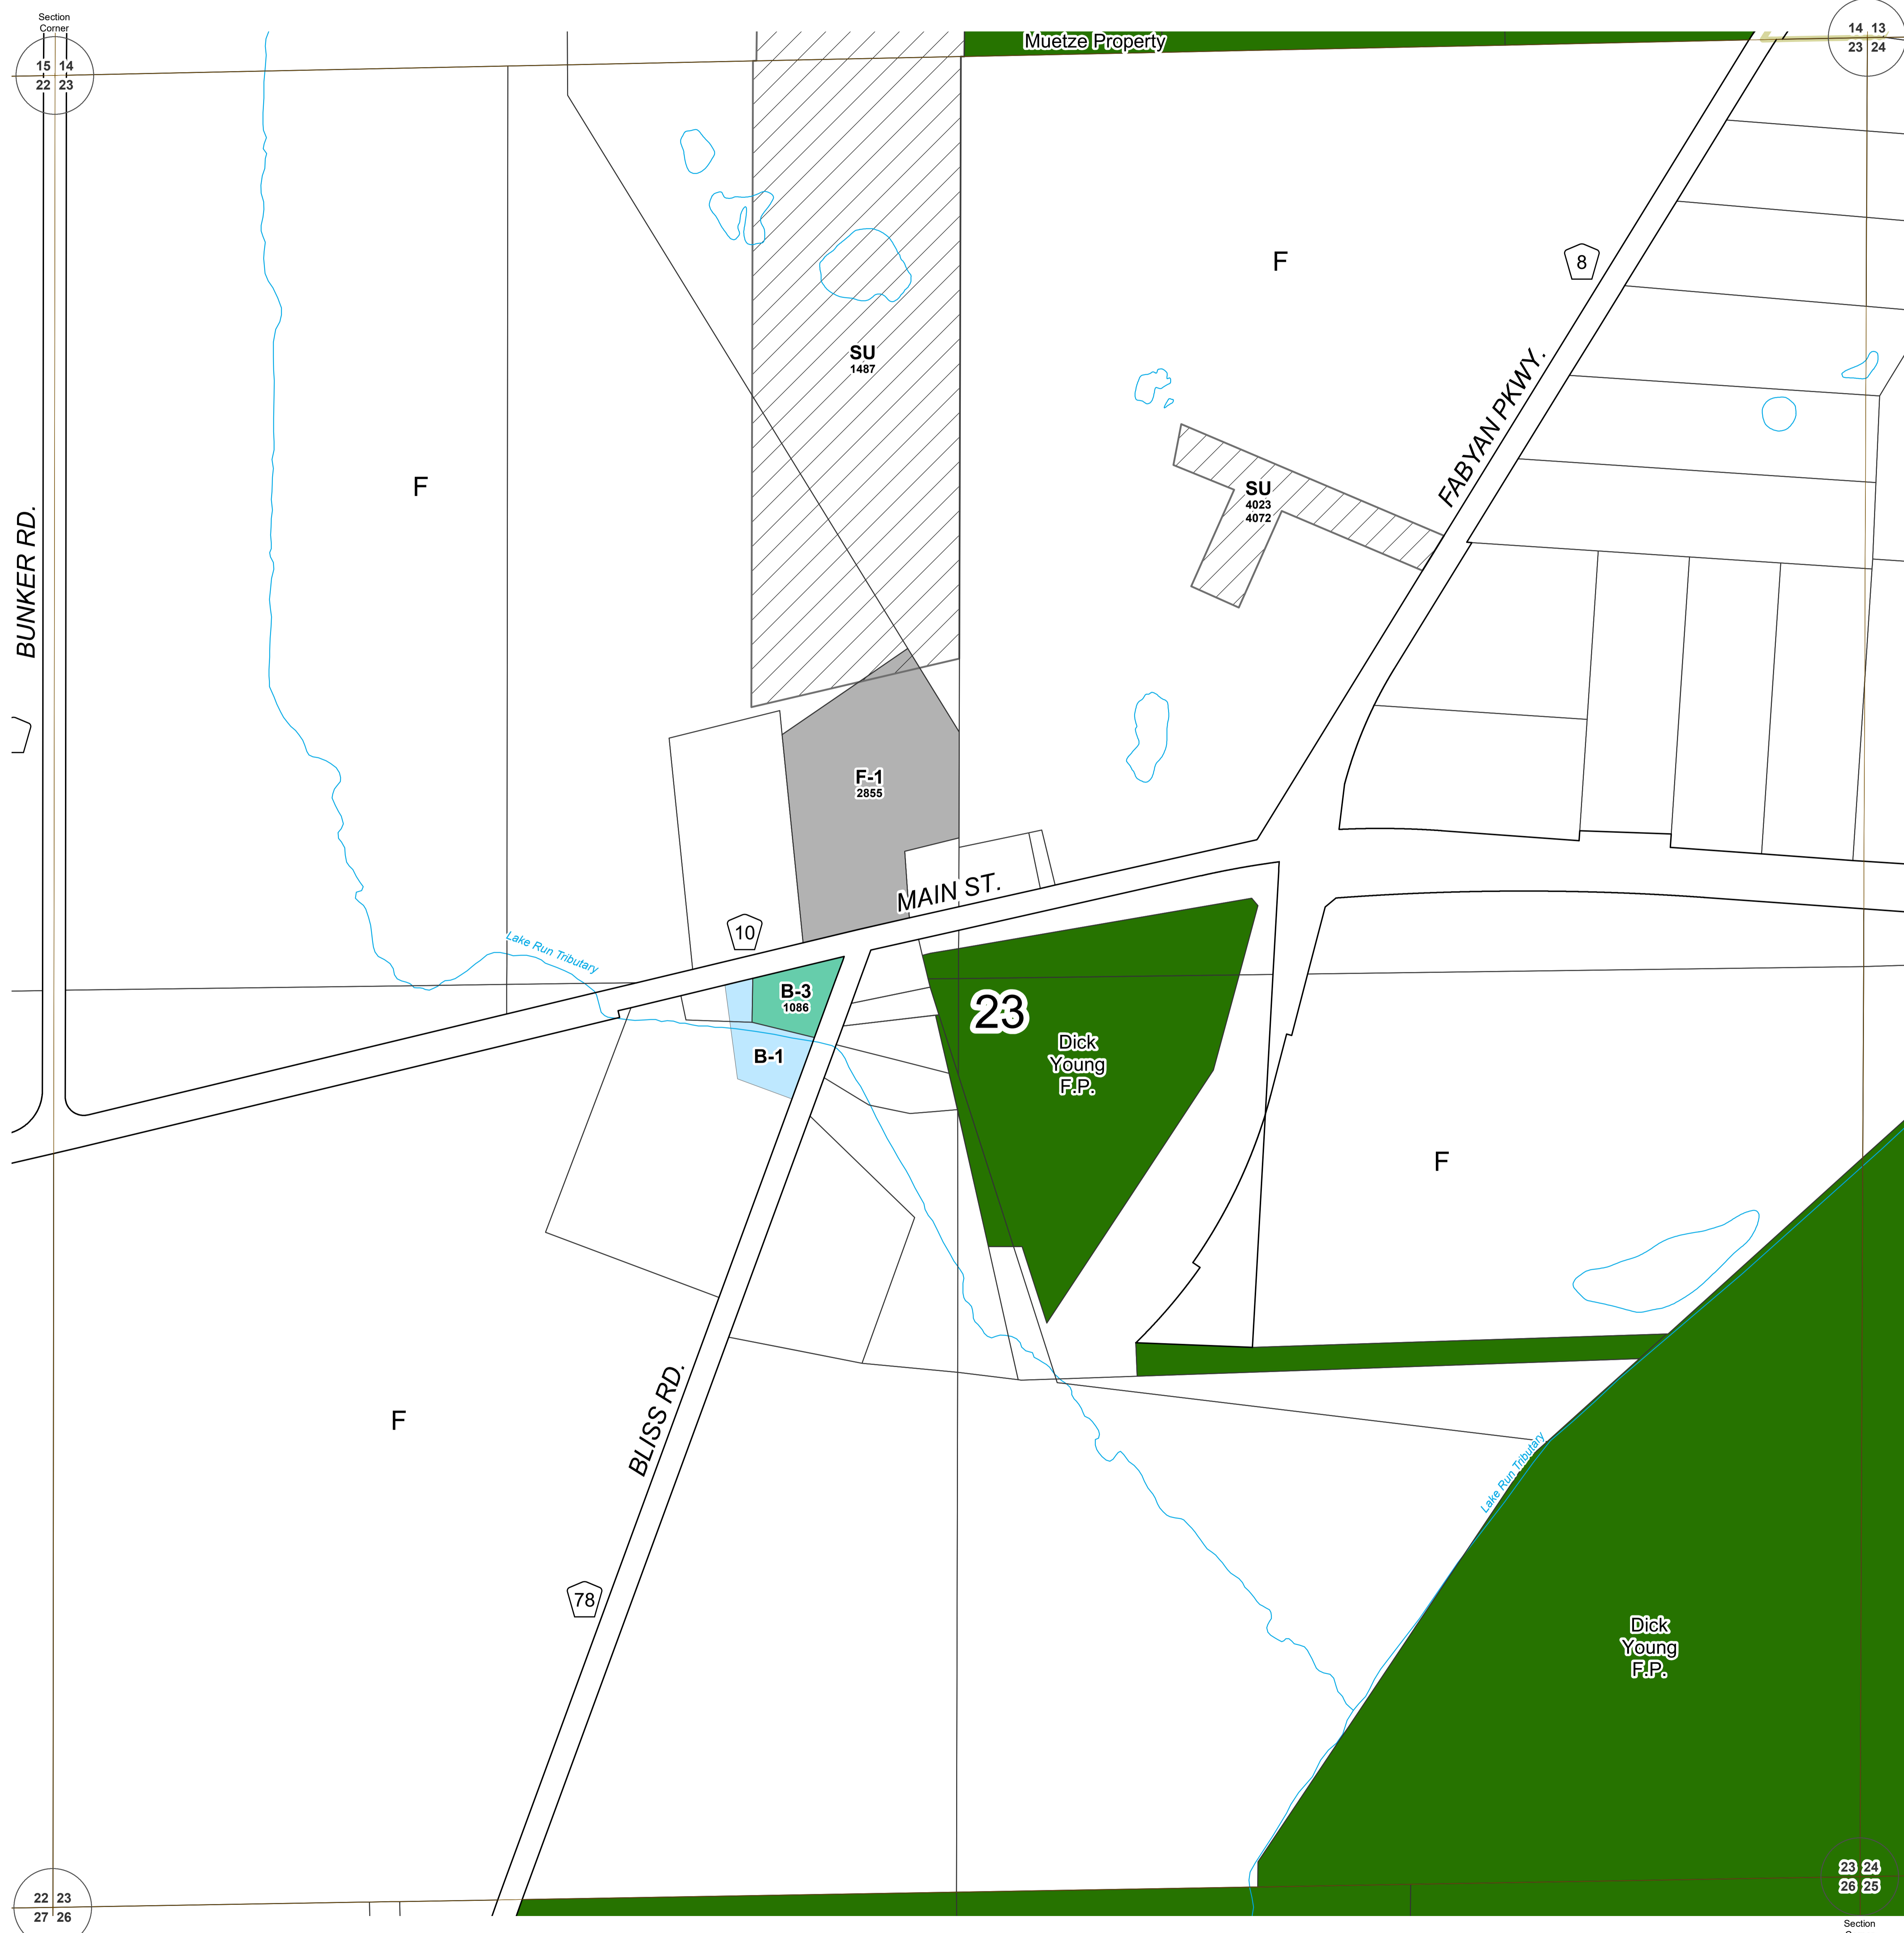 Section
Corner
15 14
22 23
Muetze Property
14 13
23 24
F
8
SU
1487
FABYAN PKWY.
F
SU
4023
4072
BUNKER RD.
F-1
2855
MAIN ST.
10
Lake Run Tributary
B-3
1086
23
B-1
Dick
Young
F.P.
F
BLISS RD.
F
Lake Run Tributary
78
Dick
Young
F.P.
22 23
27 26
23 24
26 25
Section